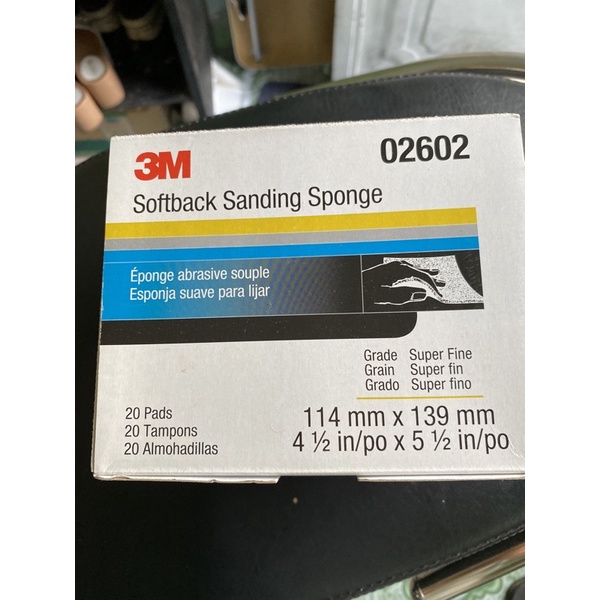 3M
02602
Softback Sanding Sponge
Éponge abrasive souple
Esponja suave para lijar
Grade Super Fine
Grain Super fin
Grado Super fino
20 Pads
20 Tampons
20 Almohadillas
114 mm x 139 mm
4 ½ in/po x 5 ½ in/po